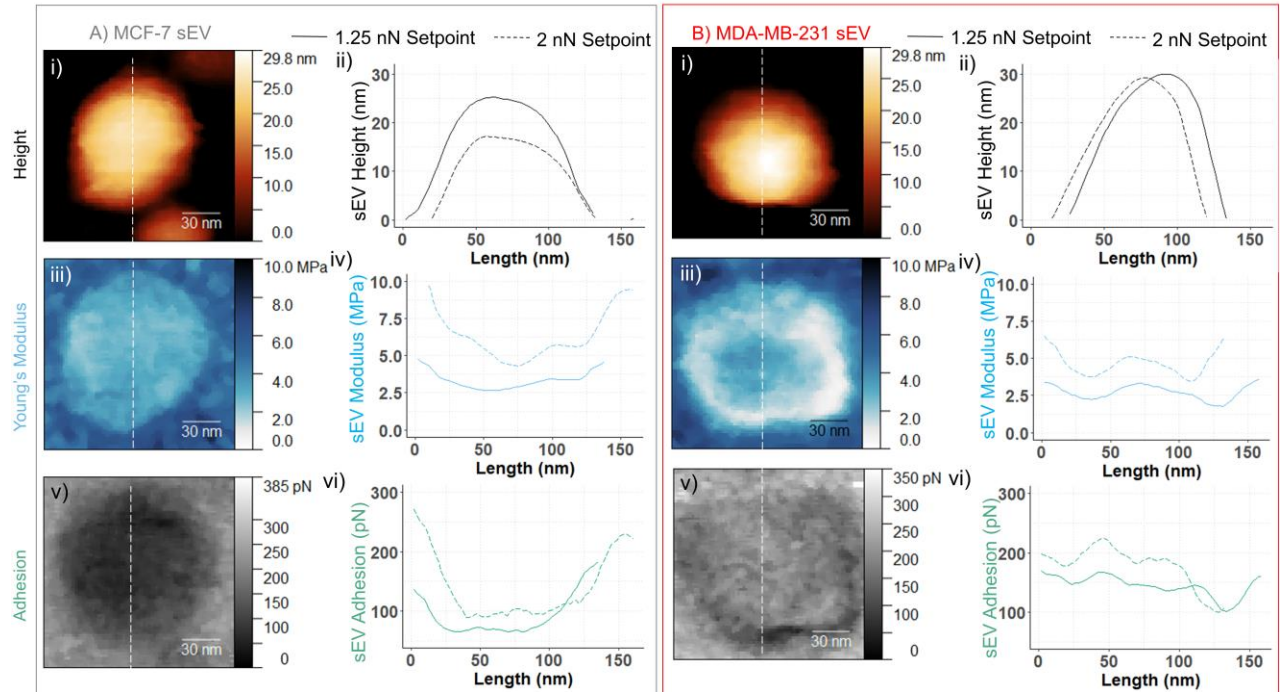 A) MCF-7 sEV
1.25 nN Setpoint
2 nN Setpoint
Height
i)
29.8 nm
25.0
20.0
15.0
10.0
0.0
30 nm
ii)
sEV Height (nm)
30
20
10
0
0 50 100 150
Length (nm)
Young's Modulus
iii)
10.0 MPa
8.0
6.0
4.0
2.0
0.0
30 nm
iv)
sEV Modulus (MPa)
10.0
7.5
5.0
2.5
0.0
0 50 100 150
Length (nm)
Adhesion
v)
385 pN
300
250
200
150
100
0
30 nm
vi)
sEV Adhesion (pN)
300
200
100
0 50 100 150
Length (nm)
B) MDA-MB-231 sEV
1.25 nN Setpoint
2 nN Setpoint
i)
29.8 nm
25.0
20.0
15.0
10.0
0.0
30 nm
ii)
sEV Height (nm)
30
20
10
0
0 50 100 150
Length (nm)
iii)
10.0 MPa
8.0
6.0
4.0
2.0
0.0
30 nm
iv)
sEV Modulus (MPa)
10.0
7.5
5.0
2.5
0.0
0 50 100 150
Length (nm)
v)
350 pN
300
250
200
150
100
0
30 nm
vi)
sEV Adhesion (pN)
300
200
100
0 50 100 150
Length (nm)